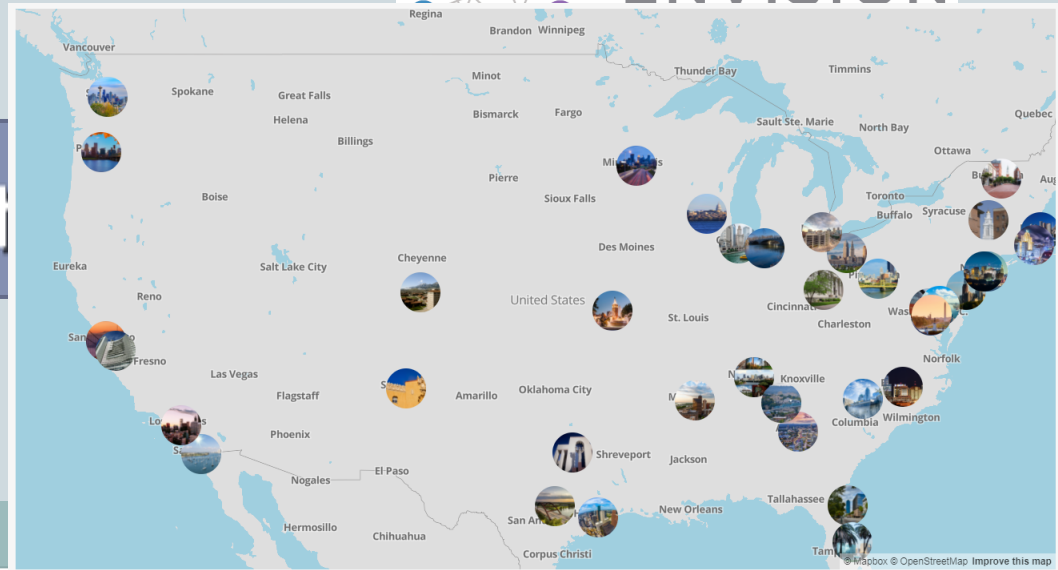 ENVISION
Regina
Brandon Winnipeg
Vancouver
Thunder Bay
Timmins
Minot
Spokane
Great Falls
Bismarck
Fargo
Quebec
Helena
Sault Ste. Marie
North Bay
Billings
Ottawa
Pierre
Boise
Sioux Falls
Toronto
Buffalo
Syracuse
Des Moines
Cheyenne
Eureka
Salt Lake City
Reno
United States
Cincinnati
St. Louis
Charleston
Norfolk
Fresno
Las Vegas
Knoxville
Flagstaff
Amarillo
Oklahoma City
Wilmington
Columbia
Phoenix
Shreveport
Jackson
El Paso
Nogales
Tallahassee
New Orleans
Hermosillo
Chihuahua
Corpus Christi
© Mapbox © OpenStreetMap Improve this map